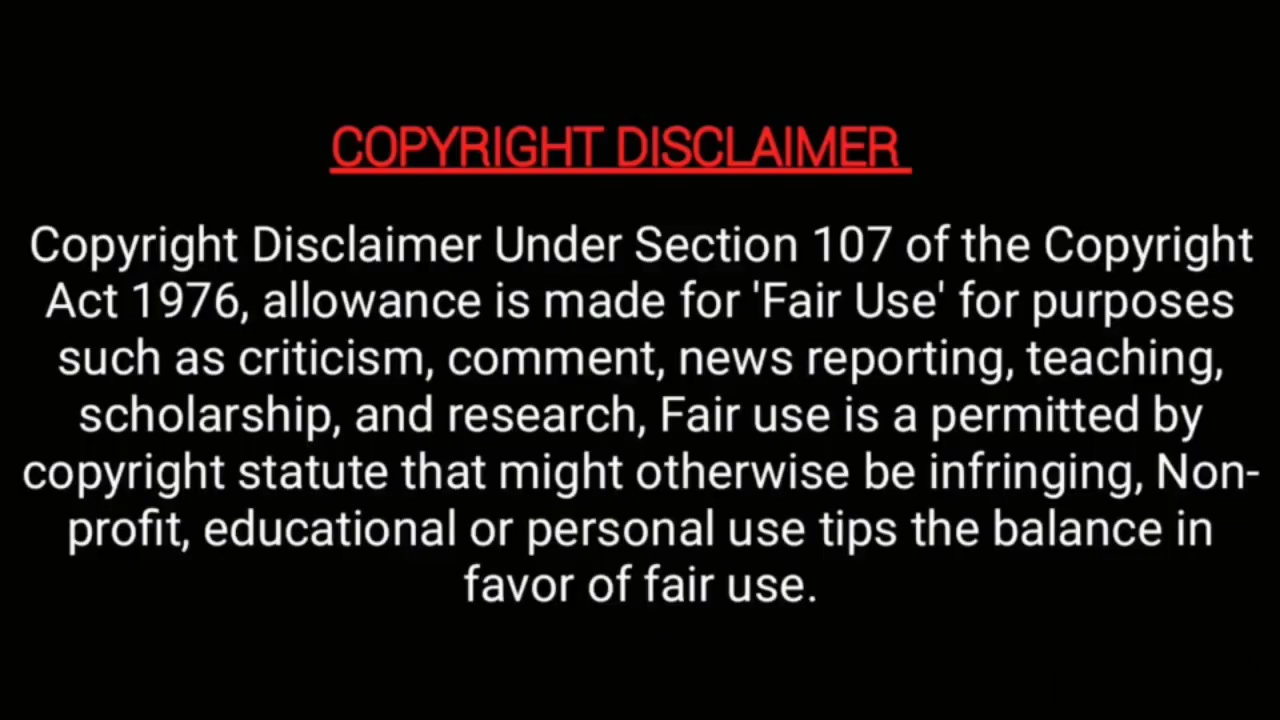 COPYRIGHT DISCLAIMER
Copyright Disclaimer Under Section 107 of the Copyright
Act 1976, allowance is made for 'Fair Use' for purposes
such as criticism, comment, news reporting, teaching,
scholarship, and research, Fair use is a permitted by
copyright statute that might otherwise be infringing, Non-
profit, educational or personal use tips the balance in
favor of fair use.